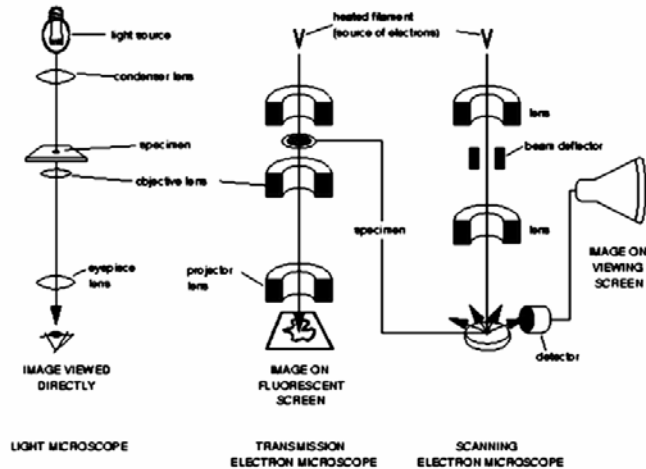 light source
heated filament
(source of electrons)
condenser lens
lens
specimen
beam deflector
objective lens
specimen
lens
IMAGE ON
VIEWING
SCREEN
eyepiece
lens
projector
lens
detector
IMAGE VIEWED
DIRECTLY
IMAGE ON
FLUORESCENT
SCREEN
LIGHT MICROSCOPE
TRANSMISSION
ELECTRON MICROSCOPE
SCANNING
ELECTRON MICROSCOPE